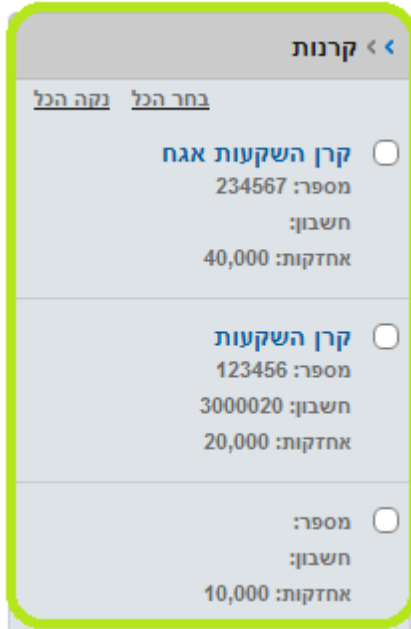 קרנות
בחר הכל נקה הכל
קרן השקעות אגח
מספר: 234567
חשבון:
אחזקות: 40,000
קרן השקעות
מספר: 123456
חשבון: 3000020
אחזקות: 20,000
מספר:
חשבון:
אחזקות: 10,000